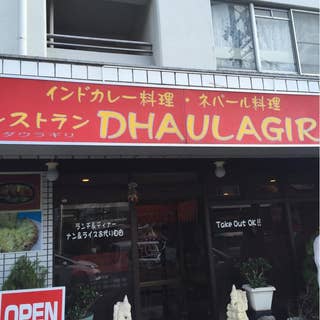 インドカレー料理・ネパール料理
レストラン DHAULAGIR
ダウラギリ
ランチ&ディナー
ナン&ライスお代わり自由
Take Out OK!!
OPEN